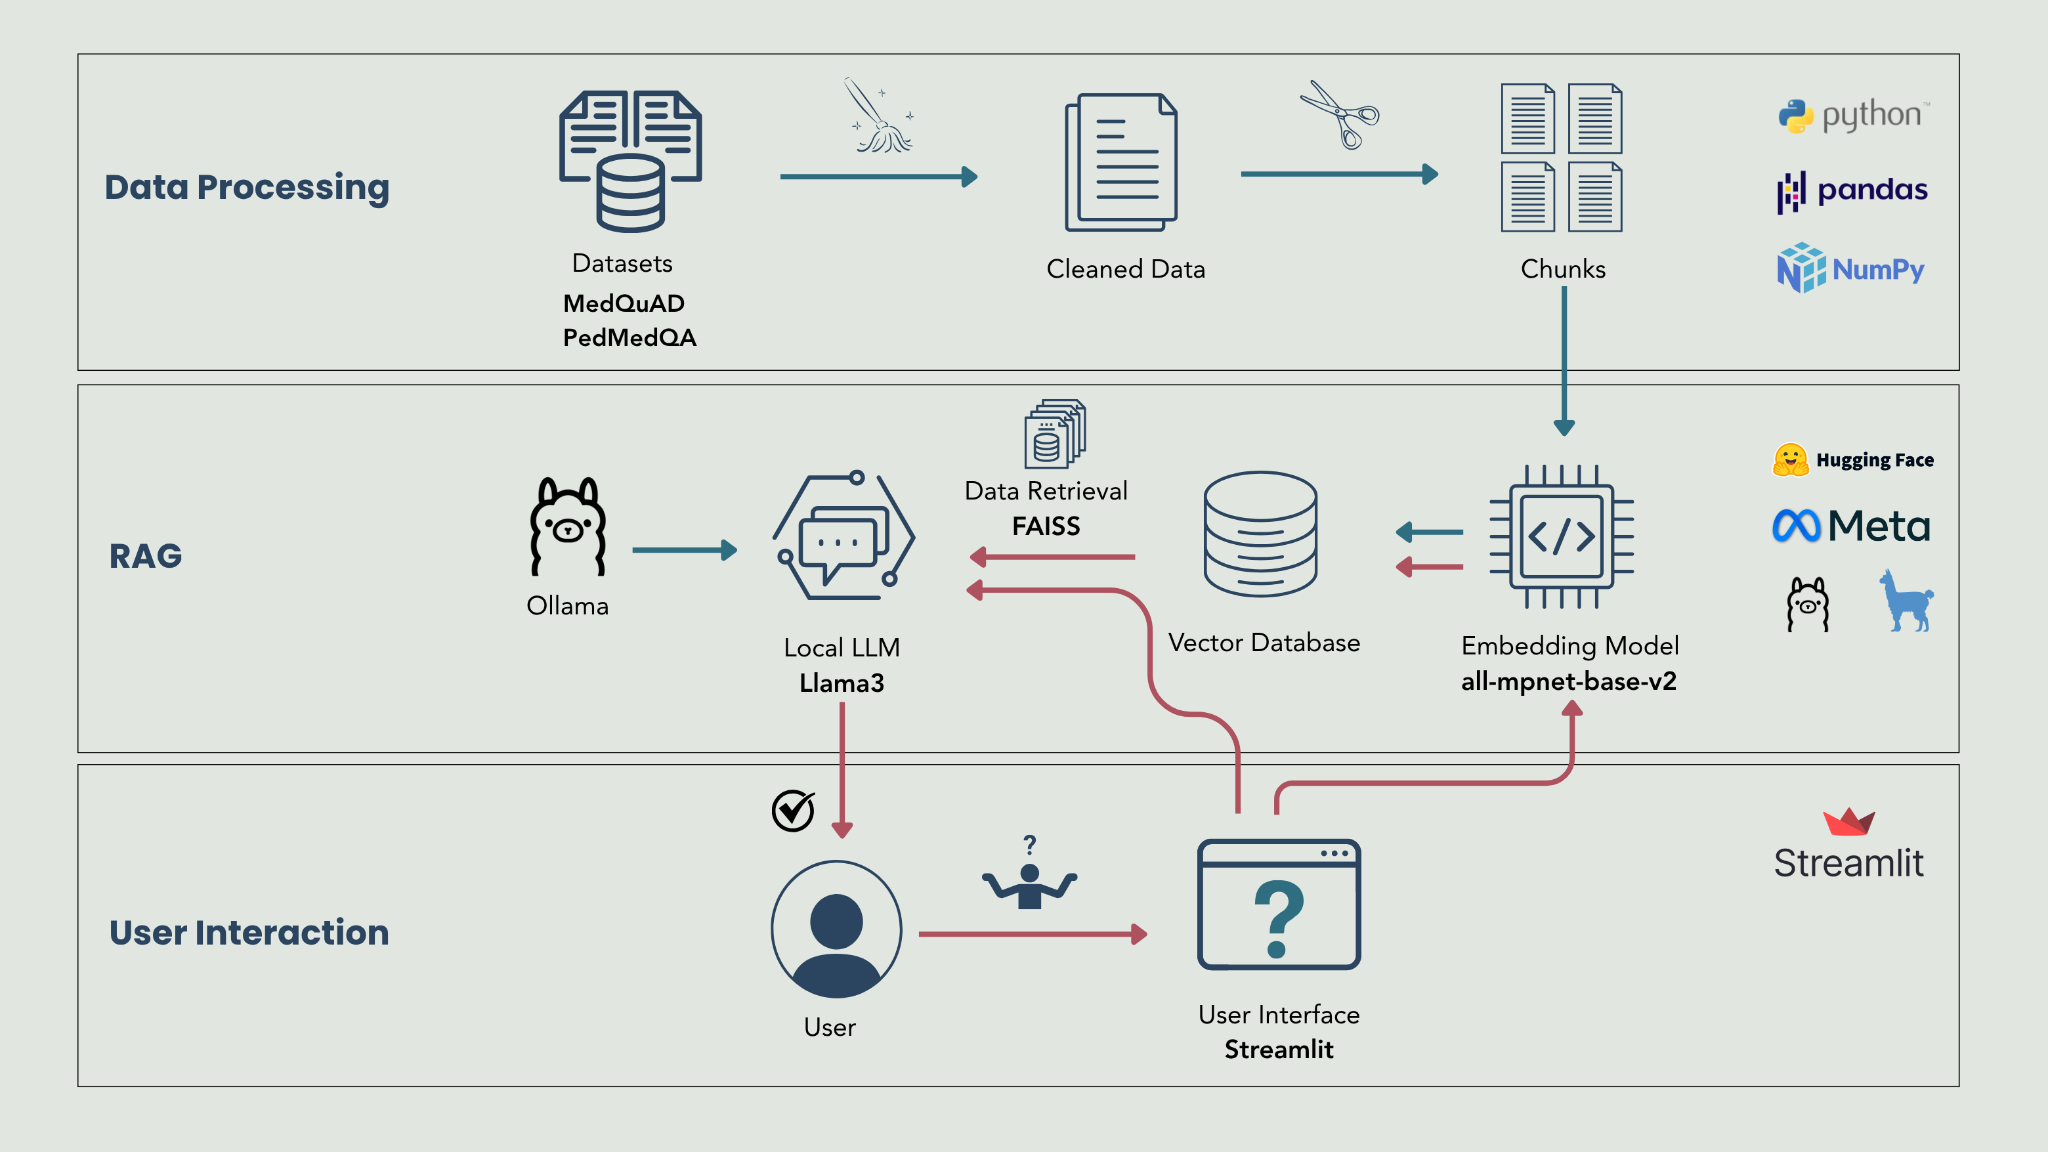 Data Processing
Datasets
MedQuAD
PedMedQA
Cleaned Data
Chunks
python™
pandas
NumPy
RAG
Ollama
Local LLM
Llama3
Data Retrieval
FAISS
Vector Database
</>
Embedding Model
all-mpnet-base-v2
Hugging Face
Meta
User Interaction
User
?
?
User Interface
Streamlit
Streamlit